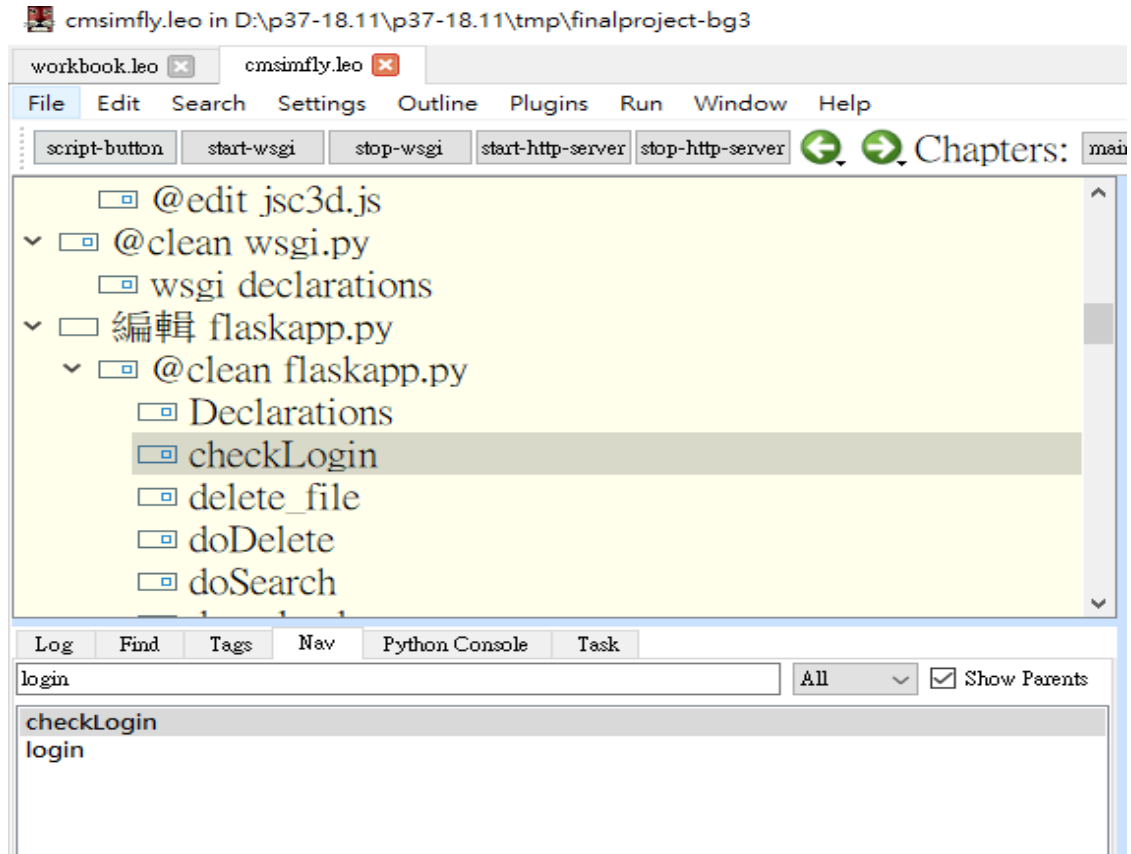 cmsimfly.leo in D:\p37-18.11\p37-18.11\tmp\finalproject-bg3
workbook.leo cmsimfly.leo
File Edit Search Settings Outline Plugins Run Window Help
script-button start-wsgi stop-wsgi start-http-server stop-http-server Chapters: main
@edit jsc3d.js
@clean wsgi.py
wsgi declarations
編輯 flaskapp.py
@clean flaskapp.py
Declarations
checkLogin
delete_file
doDelete
doSearch
Log Find Tags Nav Python Console Task
login All Show Parents
checkLogin
login